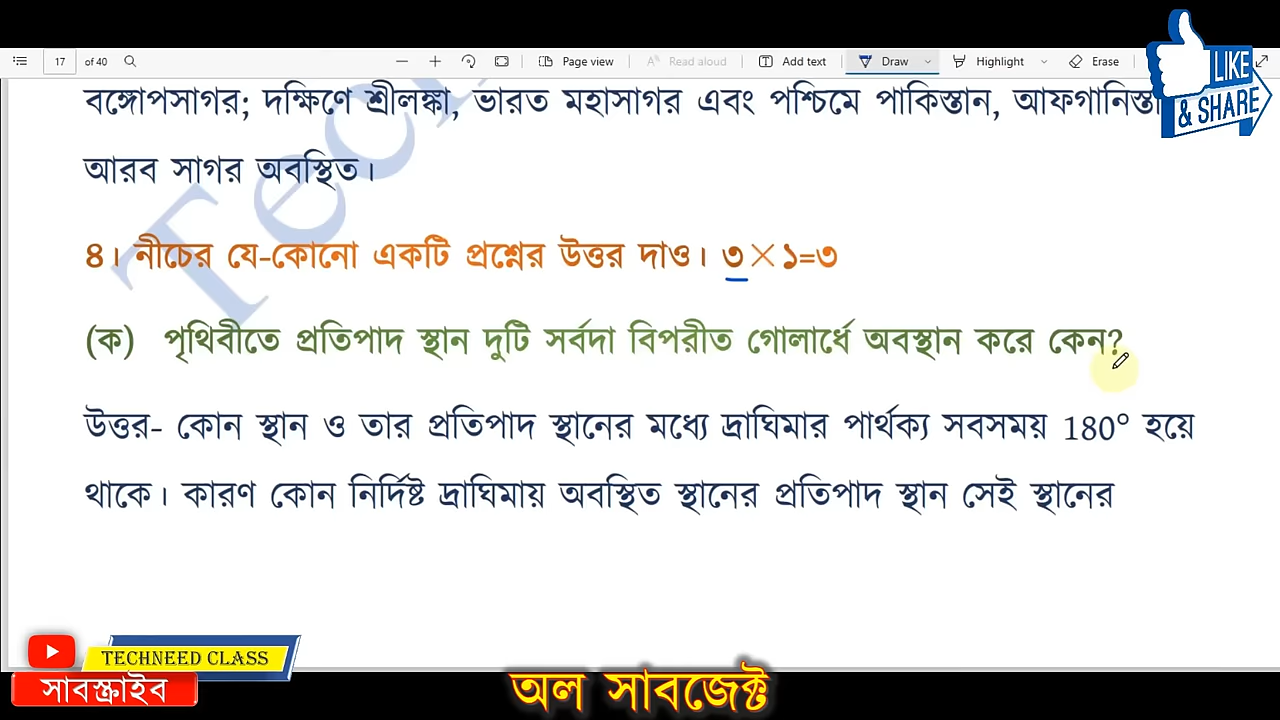 17 of 40 Page view Read aloud Add text Draw Highlight Erase
LIKE
& SHARE
বঙ্গোপসাগর; দক্ষিণে শ্রীলঙ্কা, ভারত মহাসাগর এবং পশ্চিমে পাকিস্তান,
আরব সাগর অবস্থিত।
৪। নীচের যে-কোনো একটি প্রশ্নের উত্তর দাও। ৩×১=৩
(ক) পৃথিবীতে প্রতিপাদ স্থান দুটি সর্বদা বিপরীত গোলার্ধে অবস্থান করে কেন?
উত্তর- কোন স্থান ও তার প্রতিপাদ স্থানের মধ্যে দ্রাঘিমার পার্থক্য সবসময় 180° হয়ে
থাকে। কারণ কোন নির্দিষ্ট দ্রাঘিমায় অবস্থিত স্থানের প্রতিপাদ স্থান সেই স্থানের
TECHNEED CLASS
সাবস্ক্রাইব
অল সাবজেক্ট